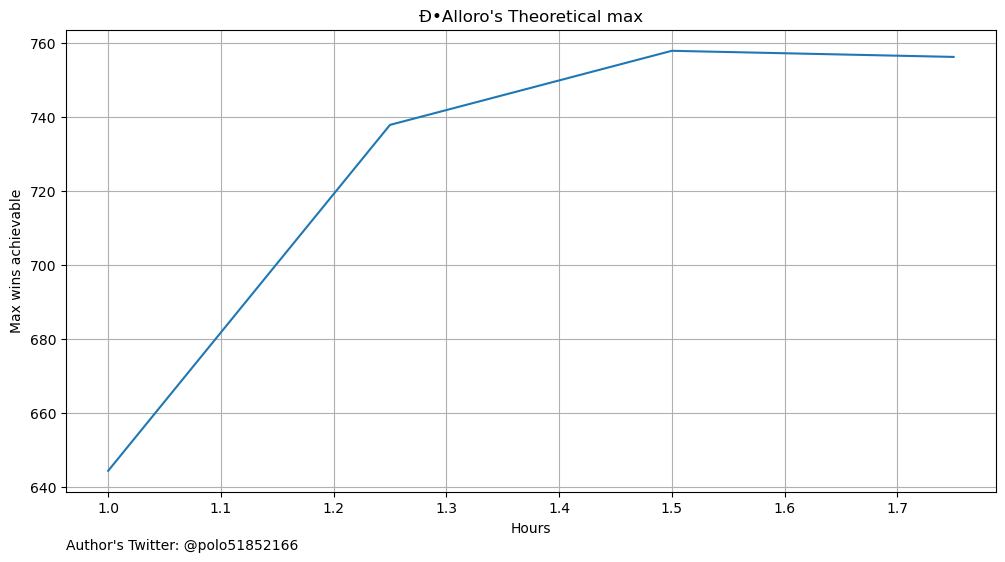 Ð•Alloro's Theoretical max
760
740
720
700
680
660
640
Max wins achievable
1.0 1.1 1.2 1.3 1.4 1.5 1.6 1.7
Hours
Author's Twitter: @polo51852166